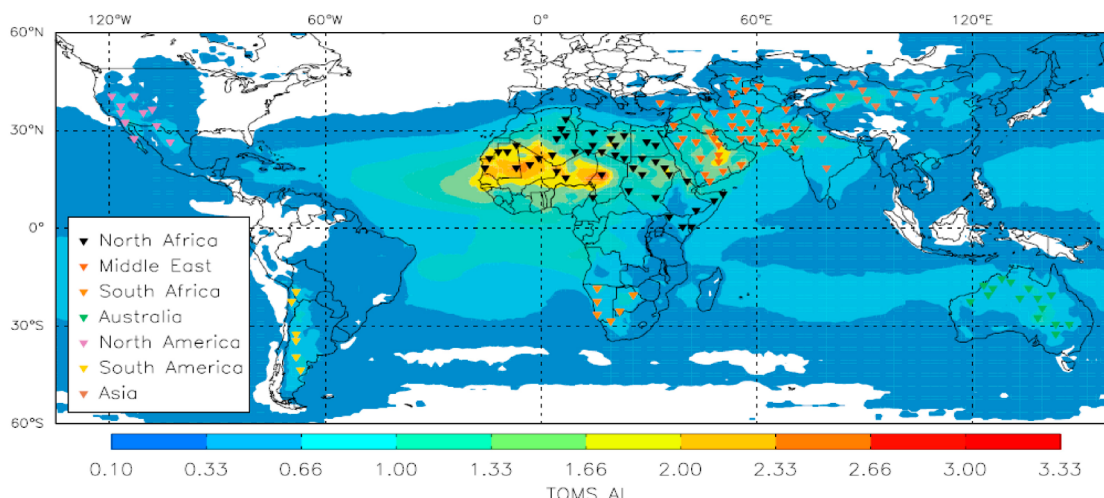 120°W 60°W 0° 60°E 120°E
60°N
30°N
0°
30°S
60°S
North Africa
Middle East
South Africa
Australia
North America
South America
Asia
0.10 0.33 0.66 1.00 1.33 1.66 2.00 2.33 2.66 3.00 3.33
TOMS AI